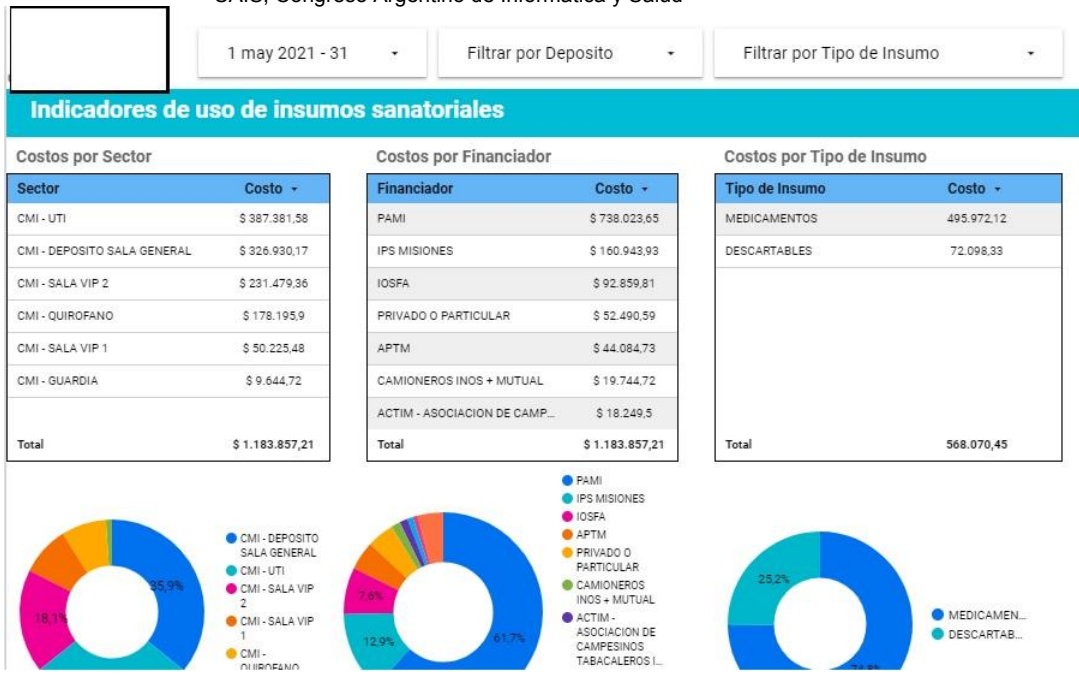 CAIS, Congreso Argentino de Informática y Salud
1 may 2021 - 31
Filtrar por Deposito
Filtrar por Tipo de Insumo
Indicadores de uso de insumos sanatoriales
Costos por Sector
Sector Costo
CMI - UTI $ 387.381,58
CMI - DEPOSITO SALA GENERAL $ 326.930,17
CMI - SALA VIP 2 $ 231.479,36
CMI - QUIROFANO $ 178.195,9
CMI - SALA VIP 1 $ 50.225,48
CMI - GUARDIA $ 9.644,72
Total $ 1.183.857,21
Costos por Financiador
Financiador Costo
PAMI $ 738.023,65
IPS MISIONES $ 160.943,93
IOSFA $ 92.859,81
PRIVADO O PARTICULAR $ 52.490,59
APTM $ 44.084,73
CAMIONEROS INOS + MUTUAL $ 19.744,72
ACTIM - ASOCIACION DE CAMP... $ 18.249,5
Total $ 1.183.857,21
Costos por Tipo de Insumo
Tipo de Insumo Costo
MEDICAMENTOS 495.972,12
DESCARTABLES 72.098,33
Total 568.070,45
35,9%
18,1%
CMI - DEPOSITO
SALA GENERAL
CMI - UTI
CMI - SALA VIP
2
CMI - SALA VIP
1
CMI -
QUIROFANO
61,7%
12,9%
7,6%
PAMI
IPS MISIONES
IOSFA
APTM
PRIVADO O
PARTICULAR
CAMIONEROS
INOS + MUTUAL
ACTIM -
ASOCIACION DE
CAMPESINOS
TABACALEROS I...
25,2%
74,8%
MEDICAMEN...
DESCARTAB...